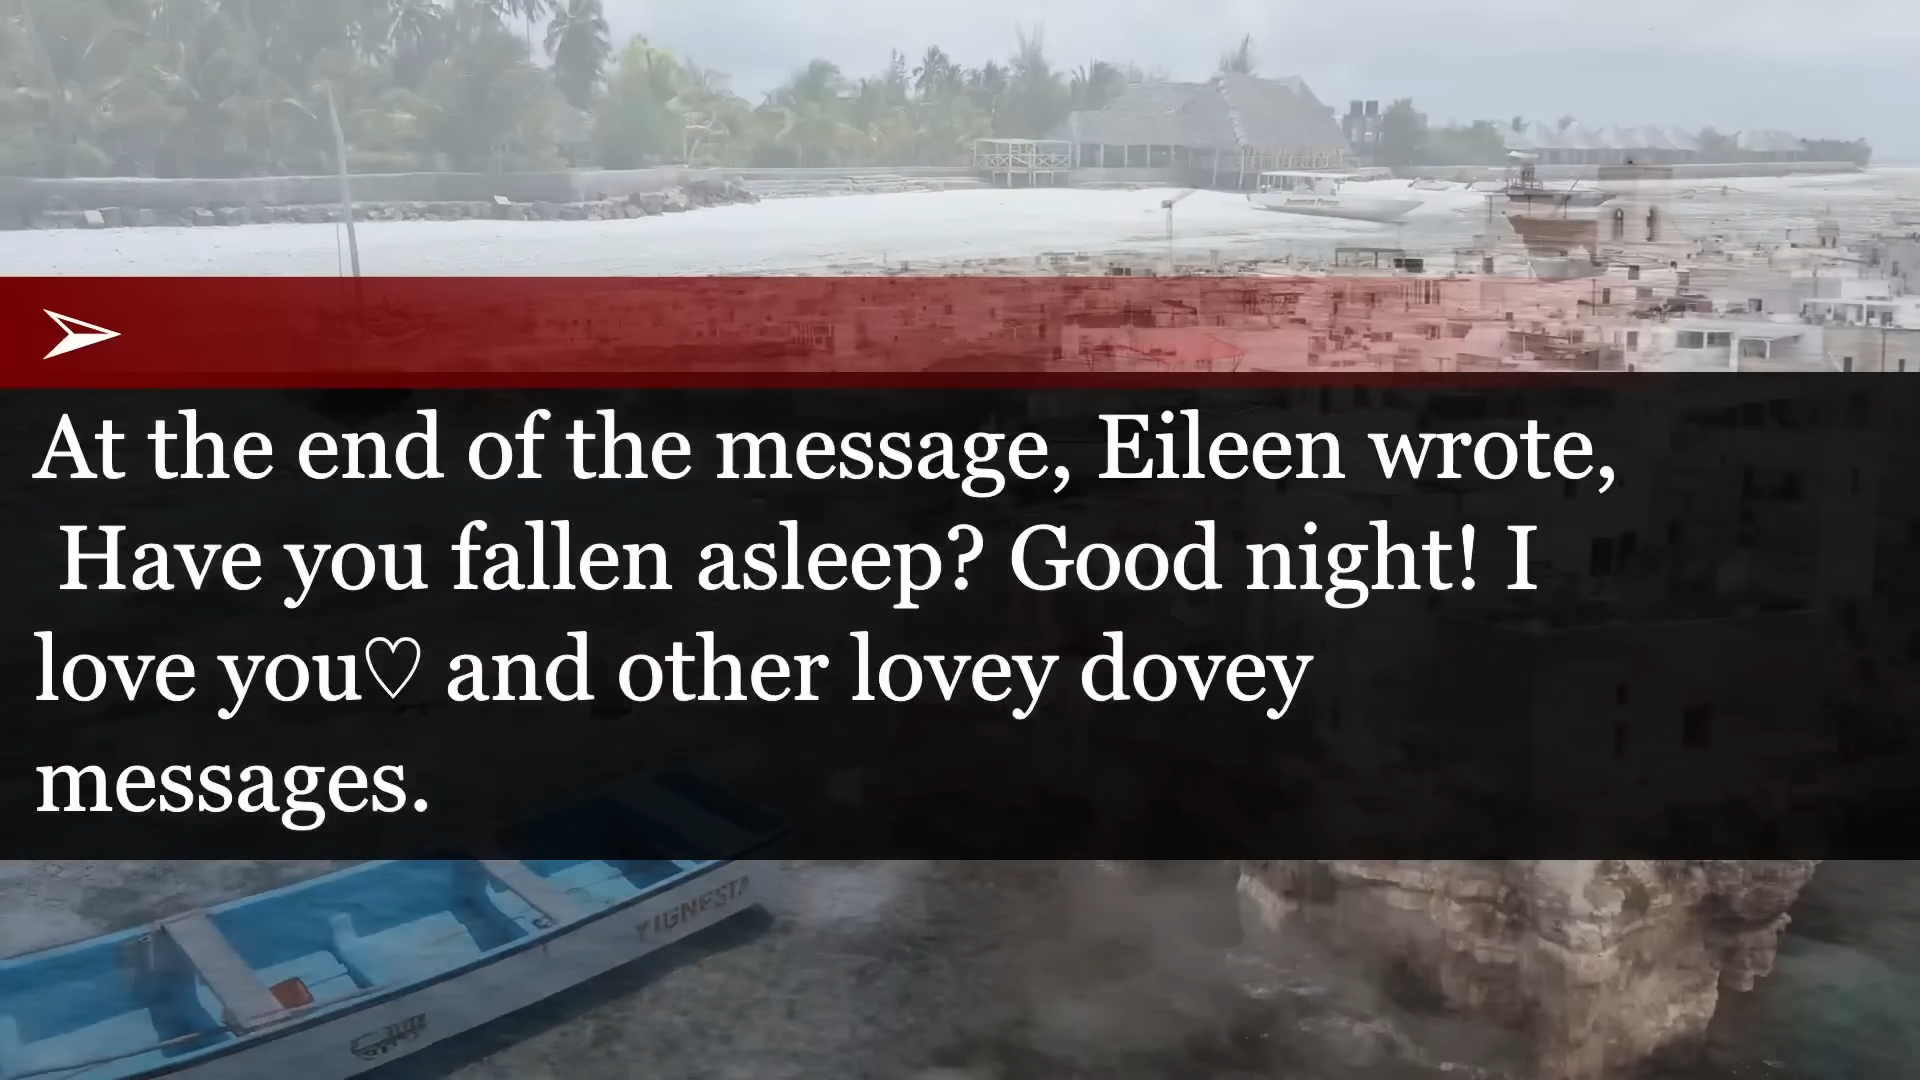 At the end of the message, Eileen wrote,
Have you fallen asleep? Good night! I
love you♡ and other lovey dovey
messages.